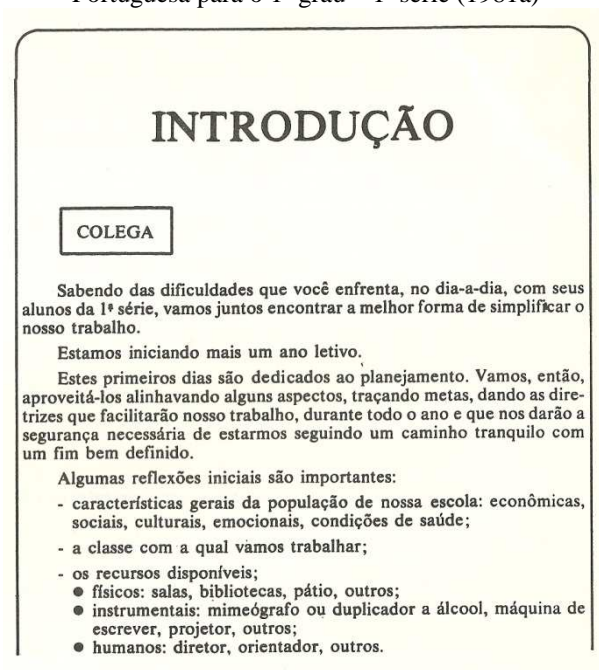 Portuguesa para o 1º grau – 1ª série (1981a)
INTRODUÇÃO
COLEGA
Sabendo das dificuldades que você enfrenta, no dia-a-dia, com seus
alunos da 1ª série, vamos juntos encontrar a melhor forma de simplificar o
nosso trabalho.
Estamos iniciando mais um ano letivo.
Estes primeiros dias são dedicados ao planejamento. Vamos, então,
aproveitá-los alinhavando alguns aspectos, traçando metas, dando as dire-
trizes que facilitarão nosso trabalho, durante todo o ano e que nos darão a
segurança necessária de estarmos seguindo um caminho tranquilo com
um fim bem definido.
Algumas reflexões iniciais são importantes:
- características gerais da população de nossa escola: econômicas,
sociais, culturais, emocionais, condições de saúde;
- a classe com a qual vamos trabalhar;
- os recursos disponíveis;
● físicos: salas, bibliotecas, pátio, outros;
● instrumentais: mimeógrafo ou duplicador a álcool, máquina de
escrever, projetor, outros;
● humanos: diretor, orientador, outros.